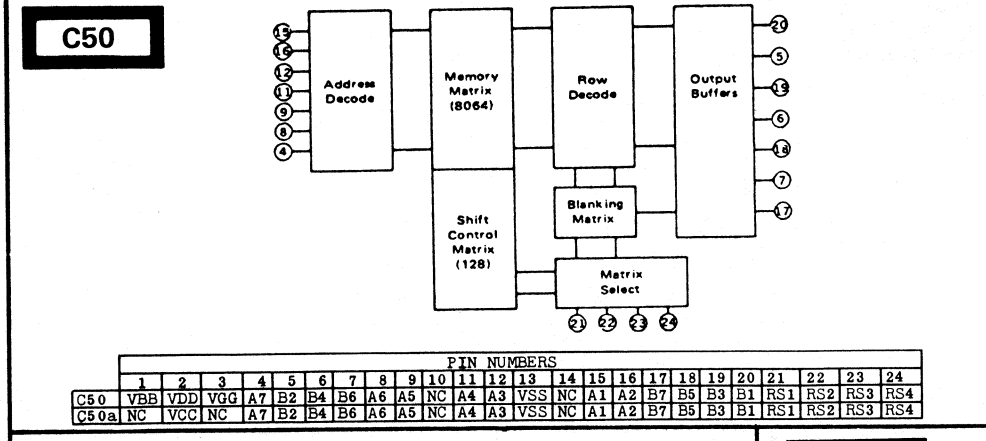 C50
15
16
12
11
9
8
4
Address
Decode
Memory
Matrix
(8064)
Row
Decode
Output
Buffers
20
5
19
6
18
7
17
Shift
Control
Matrix
(128)
Blanking
Matrix
Matrix
Select
21 22 23 24
PIN NUMBERS
1 2 3 4 5 6 7 8 9 10 11 12 13 14 15 16 17 18 19 20 21 22 23 24
C50 VBB VDD VGG A7 B2 B4 B6 A6 A5 NC A4 A3 VSS NC A1 A2 B7 B5 B3 B1 RS1 RS2 RS3 RS4
C50a NC VCC NC A7 B2 B4 B6 A6 A5 NC A4 A3 VSS NC A1 A2 B7 B5 B3 B1 RS1 RS2 RS3 RS4